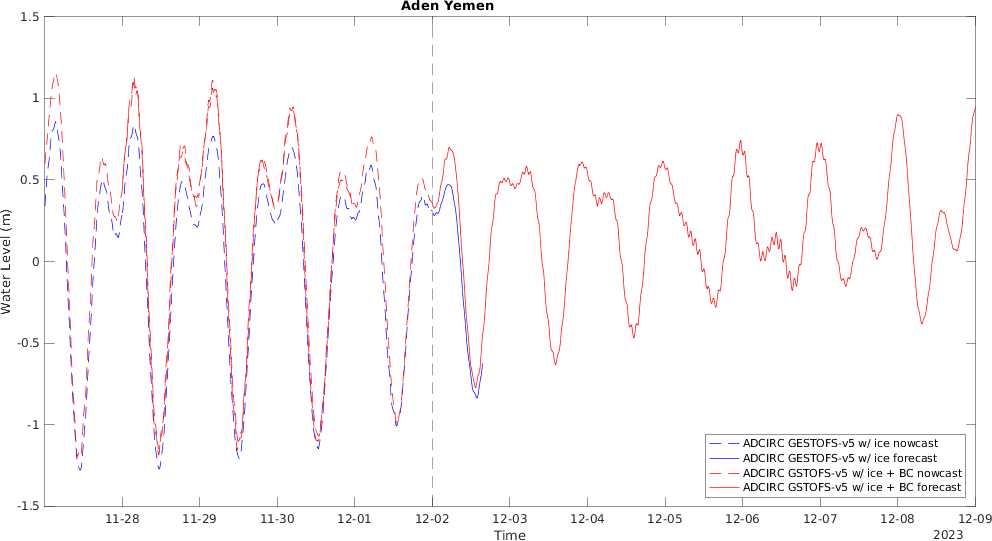 Aden Yemen
1.5
1
0.5
0
-0.5
-1
-1.5
Water Level (m)
11-28
11-29
11-30
12-01
12-02
12-03
12-04
12-05
12-06
12-07
12-08
12-09
Time
2023
ADCIRC GESTOFS-v5 w/ ice nowcast
ADCIRC GESTOFS-v5 w/ ice forecast
ADCIRC GSTOFS-v5 w/ ice + BC nowcast
ADCIRC GSTOFS-v5 w/ ice + BC forecast